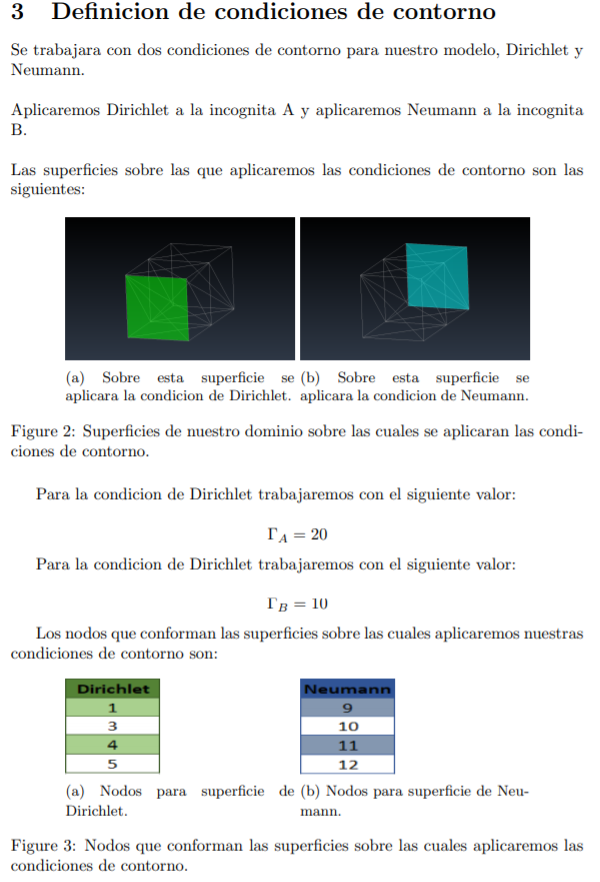 3 Definicion de condiciones de contorno
Se trabajara con dos condiciones de contorno para nuestro modelo, Dirichlet y
Neumann.
Aplicaremos Dirichlet a la incognita A y aplicaremos Neumann a la incognita
B.
Las superficies sobre las que aplicaremos las condiciones de contorno son las
siguientes:
(a) Sobre esta superficie se
aplicara la condicion de Dirichlet.
(b) Sobre esta superficie se
aplicara la condicion de Neumann.
Figure 2: Superficies de nuestro dominio sobre las cuales se aplicaran las condi-
ciones de contorno.
Para la condicion de Dirichlet trabajaremos con el siguiente valor:
Γ_A = 20
Para la condicion de Dirichlet trabajaremos con el siguiente valor:
Γ_B = 10
Los nodos que conforman las superficies sobre las cuales aplicaremos nuestras
condiciones de contorno son:
Dirichlet
1
3
4
5
(a) Nodos para superficie de
Dirichlet.
Neumann
9
10
11
12
(b) Nodos para superficie de Neu-
mann.
Figure 3: Nodos que conforman las superficies sobre las cuales aplicaremos las
condiciones de contorno.